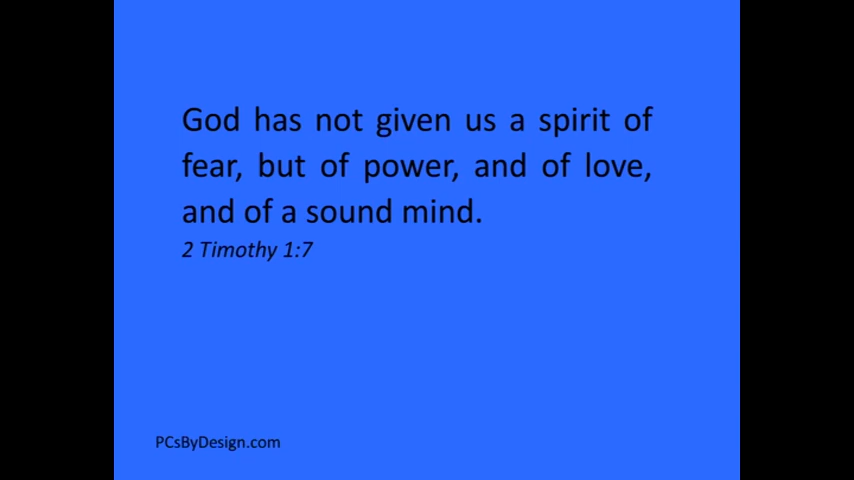 God has not given us a spirit of
fear, but of power, and of love,
and of a sound mind.
2 Timothy 1:7
PCsByDesign.com